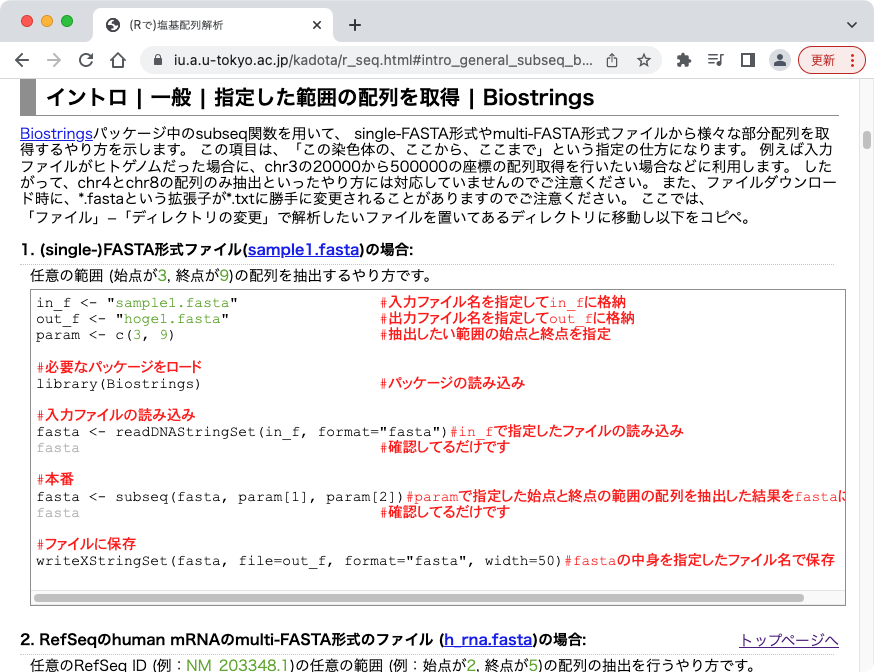 (Rで)塩基配列解析
iu.a.u-tokyo.ac.jp/kadota/r_seq.html#intro_general_subseq_b...
更新
イントロ | 一般 | 指定した範囲の配列を取得 | Biostrings
Biostringsパッケージ中のsubseq関数を用いて、 single-FASTA形式やmulti-FASTA形式ファイルから様々な部分配列を取
得するやり方を示します。 この項目は、「この染色体の、ここから、ここまで」という指定の仕方になります。 例えば入力
ファイルがヒトゲノムだった場合に、chr3の20000から500000の座標の配列取得を行いたい場合などに利用します。 した
がって、chr4とchr8の配列のみ抽出といったやり方には対応していませんのでご注意ください。 また、ファイルダウンロー
ド時に、*.fastaという拡張子が*.txtに勝手に変更されることがありますのでご注意ください。 ここでは、
「ファイル」–「ディレクトリの変更」で解析したいファイルを置いてあるディレクトリに移動し以下をコピペ。
1. (single-)FASTA形式ファイル(sample1.fasta)の場合:
任意の範囲 (始点が3, 終点が9)の配列を抽出するやり方です。
in_f <- "sample1.fasta" #入力ファイル名を指定してin_fに格納
out_f <- "hoge1.fasta" #出力ファイル名を指定してout_fに格納
param <- c(3, 9) #抽出したい範囲の始点と終点を指定
#必要なパッケージをロード
library(Biostrings) #パッケージの読み込み
#入力ファイルの読み込み
fasta <- readDNAStringSet(in_f, format="fasta")#in_fで指定したファイルの読み込み
fasta #確認してるだけです
#本番
fasta <- subseq(fasta, param[1], param[2])#paramで指定した始点と終点の範囲の配列を抽出した結果をfastaに
fasta #確認してるだけです
#ファイルに保存
writeXStringSet(fasta, file=out_f, format="fasta", width=50)#fastaの中身を指定したファイル名で保存
2. RefSeqのhuman mRNAのmulti-FASTA形式のファイル (h_rna.fasta)の場合: トップページへ
任意のRefSeq ID (例：NM_203348.1)の任意の範囲 (例：始点が2, 終点が5)の配列の抽出を行うやり方です。